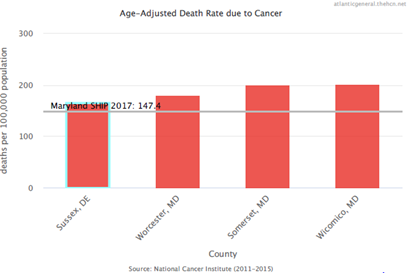 atlanticgeneral.thehcn.net
Age-Adjusted Death Rate due to Cancer
deaths per 100,000 population
300
200
100
0
Maryland SHIP 2017: 147.4
Sussex, DE
Worcester, MD
Somerset, MD
Wicomico, MD
County
Source: National Cancer Institute (2011-2015)